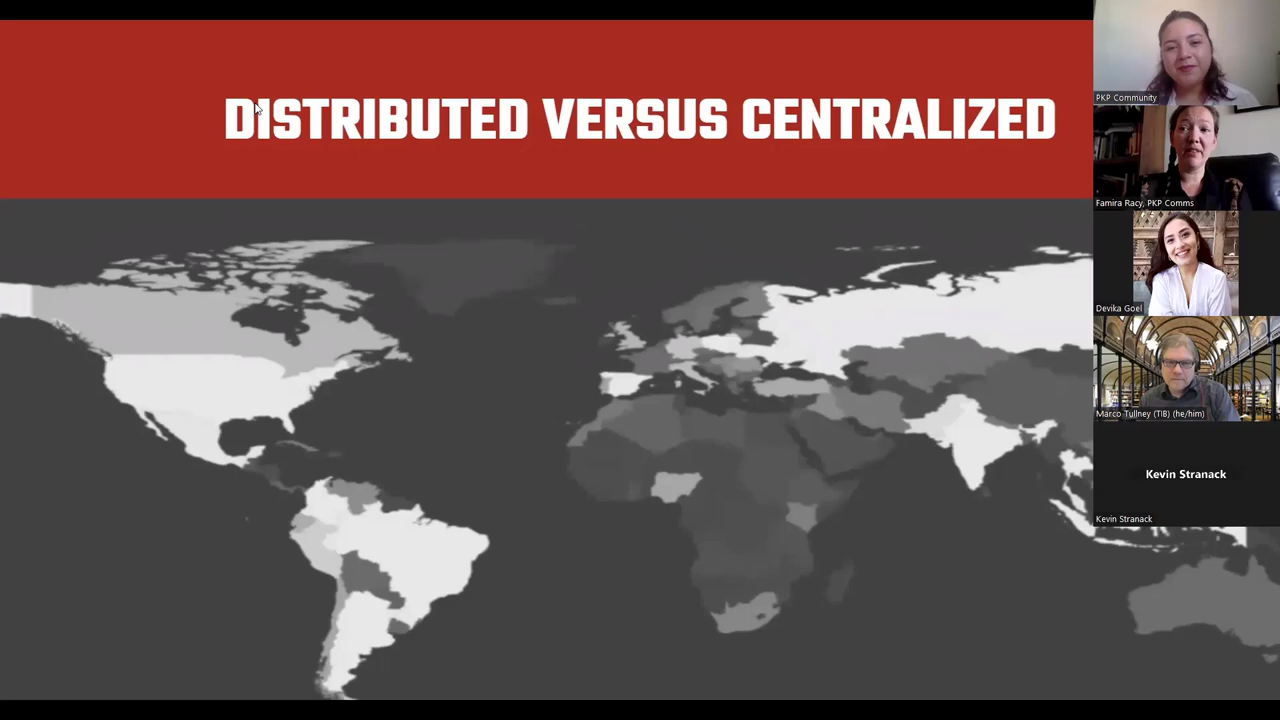 DISTRIBUTED VERSUS CENTRALIZED
PKP Community
Famira Racy, PKP Comms
Devika Goel
Marco Tullney (TIB) (he/him)
Kevin Stranack
Kevin Stranack